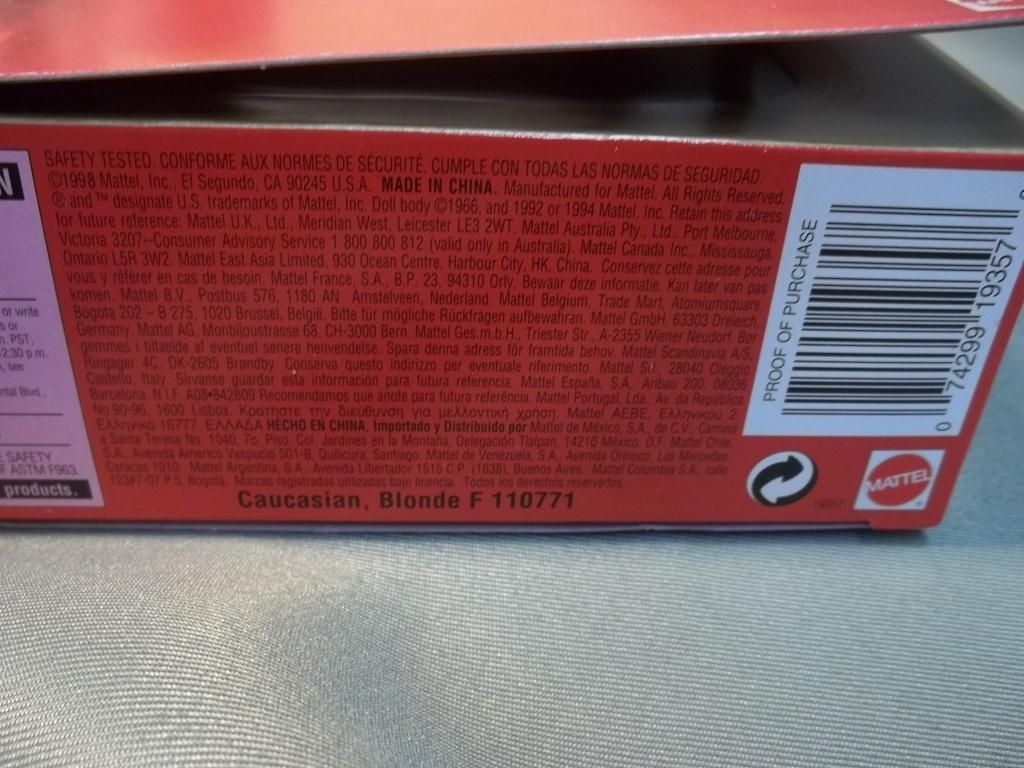 N
or write
s or
n. PST,
2:30 p.m.
, see
ntal Blvd.,
E SAFETY
F ASTM F963.
products.
SAFETY TESTED. CONFORME AUX NORMES DE SÉCURITÉ. CUMPLE CON TODAS LAS NORMAS DE SEGURIDAD.
©1998 Mattel, Inc., El Segundo, CA 90245 U.S.A. MADE IN CHINA. Manufactured for Mattel. All Rights Reserved.
® and ™ designate U.S. trademarks of Mattel, Inc. Doll body ©1966, and 1992 or 1994 Mattel, Inc. Retain this address
for future reference: Mattel U.K., Ltd., Meridian West, Leicester LE3 2WT. Mattel Australia Pty., Ltd., Port Melbourne,
Victoria 3207--Consumer Advisory Service 1 800 800 812 (valid only in Australia). Mattel Canada Inc., Mississauga,
Ontario L5R 3W2. Mattel East Asia Limited, 930 Ocean Centre, Harbour City, HK, China. Conservez cette adresse pour
vous y référer en cas de besoin. Mattel France, S.A., B.P. 23, 94310 Orly. Bewaar deze informatie. Kan later van pas
komen. Mattel B.V., Postbus 576, 1180 AN Amstelveen, Nederland. Mattel Belgium, Trade Mart, Atomiumsquare,
Bogota 202 – B 275, 1020 Brussel, België. Bitte für mögliche Rückfragen aufbewahren. Mattel GmbH, 63303 Dreieich,
Germany. Mattel AG, Monbijoustrasse 68, CH-3000 Bern. Mattel Ges.m.b.H., Triester Str., A-2355 Wiener Neudorf. Bør
gemmes i tilfælde af eventuel senere henvendelse. Spara denna adress för framtida behov. Mattel Scandinavia A/S,
Ringager 4C, DK-2605 Brøndby. Conserva questo indirizzo per eventuale riferimento. Mattel Srl, 28040 Oleggio
Castello, Italy. Sírvanse guardar esta información para futura referencia. Mattel España, S.A., Aribau 200, 08036
Barcelona. N.I.F. A08•842809 Recomendamos que anote para futura referência. Mattel Portugal, Lda., Av. da República
No.90-96, 1600 Lisboa. Κρατήστε την διεύθυνση για μελλοντική χρήση. Mattel AEBE, Ελληνικού 2,
Ελληνικό 16777. ΕΛΛΑΔΑ HECHO EN CHINA. Importado y Distribuido por Mattel de México, S.A., de C.V., Camino
a Santa Teresa No. 1040, 7o. Piso, Col. Jardines en la Montaña, Delegación Tlalpan, 14210 México, D.F. Mattel Chile,
S.A., Avenida Americo Vespucio 501-B, Quilicura, Santiago. Mattel de Venezuela, S.A., Avenida Orinoco, Las Mercedes,
Caracas 1010. Mattel Argentina, S.A., Avenida Libertador 1515 C.P. (1638), Buenos Aires. Mattel Colombia S.A., calle
123#7-07 P.5, Bogotá. Marcas registradas utilizadas bajo licencia. Todos los derechos reservados.
Caucasian, Blonde F 110771
PROOF OF PURCHASE
0 74299 19357 0
19357
MATTEL